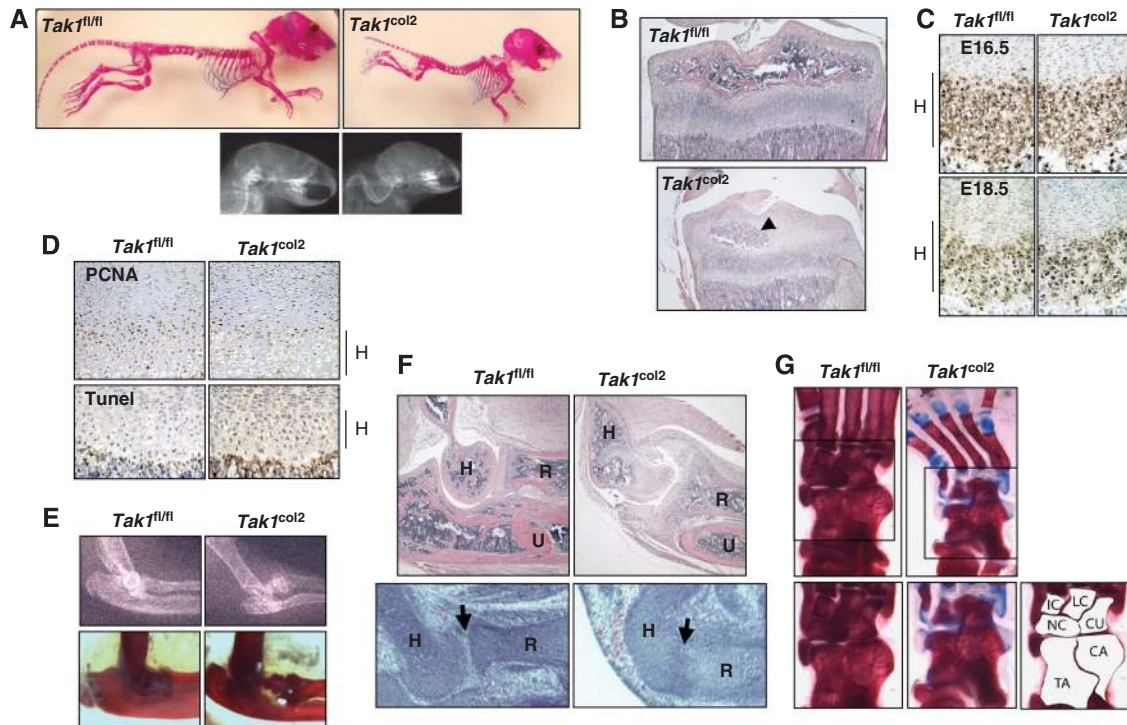 A
Tak1fl/fl
Tak1col2
B
Tak1fl/fl
Tak1col2
C
Tak1fl/fl
Tak1col2
E16.5
H
E18.5
H
D
Tak1fl/fl
Tak1col2
PCNA
H
Tunel
H
E
Tak1fl/fl
Tak1col2
F
Tak1fl/fl
Tak1col2
H
R
U
H
R
U
H
R
H
R
G
Tak1fl/fl
Tak1col2
IC
LC
NC
CU
CA
TA